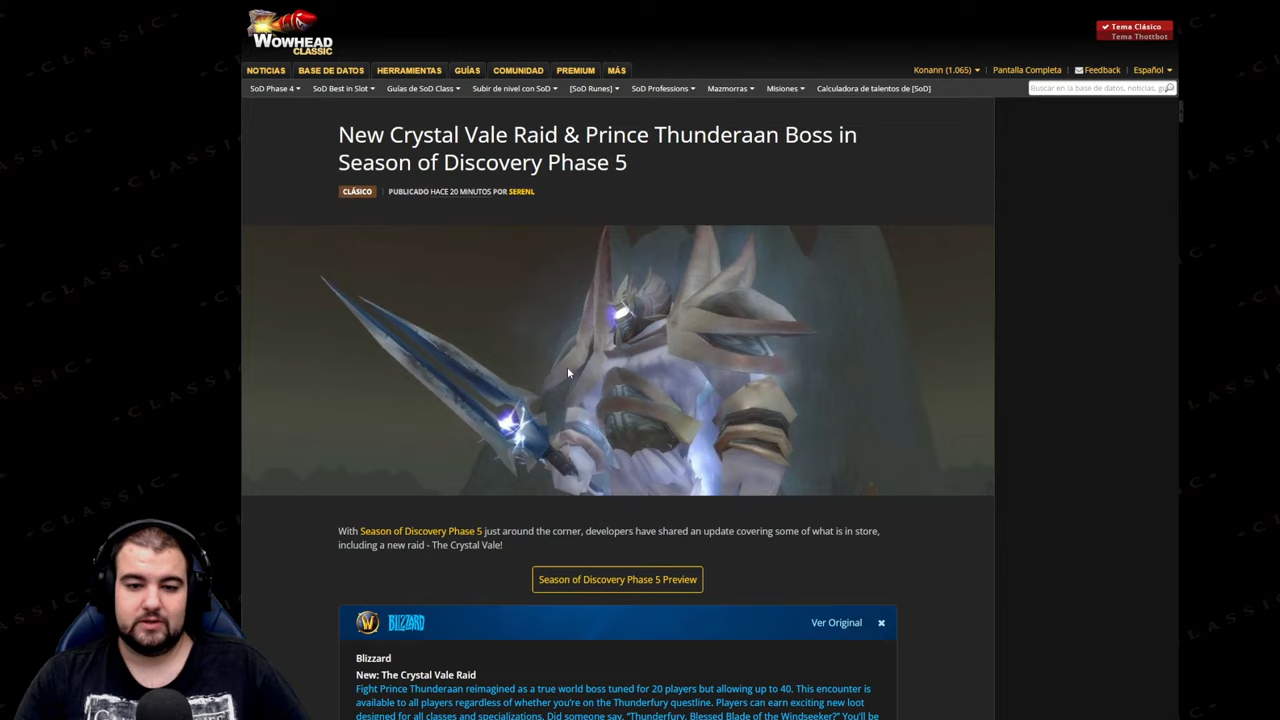 WOWHEAD
CLASSIC
Tema Clásico
Tema Thottbot
NOTICIAS BASE DE DATOS HERRAMIENTAS GUÍAS COMUNIDAD PREMIUM MÁS
Konann (1.065) Pantalla Completa Feedback Español
SoD Phase 4 SoD Best in Slot Guías de SoD Class Subir de nivel con SoD [SoD Runes] SoD Professions Mazmorras Misiones Calculadora de talentos de [SoD]
Buscar en la base de datos, noticias,
New Crystal Vale Raid & Prince Thunderaan Boss in
Season of Discovery Phase 5
CLÁSICO PUBLICADO HACE 20 MINUTOS POR SERENL
With Season of Discovery Phase 5 just around the corner, developers have shared an update covering some of what is in store,
including a new raid - The Crystal Vale!
Season of Discovery Phase 5 Preview
BLIZZARD Ver Original
Blizzard
New: The Crystal Vale Raid
Fight Prince Thunderaan reimagined as a true world boss tuned for 20 players but allowing up to 40. This encounter is
available to all players regardless of whether you're on the Thunderfury questline. Players can earn exciting new loot
designed for all classes and specializations. Did someone say, "Thunderfury, Blessed Blade of the Windseeker?" You'll be